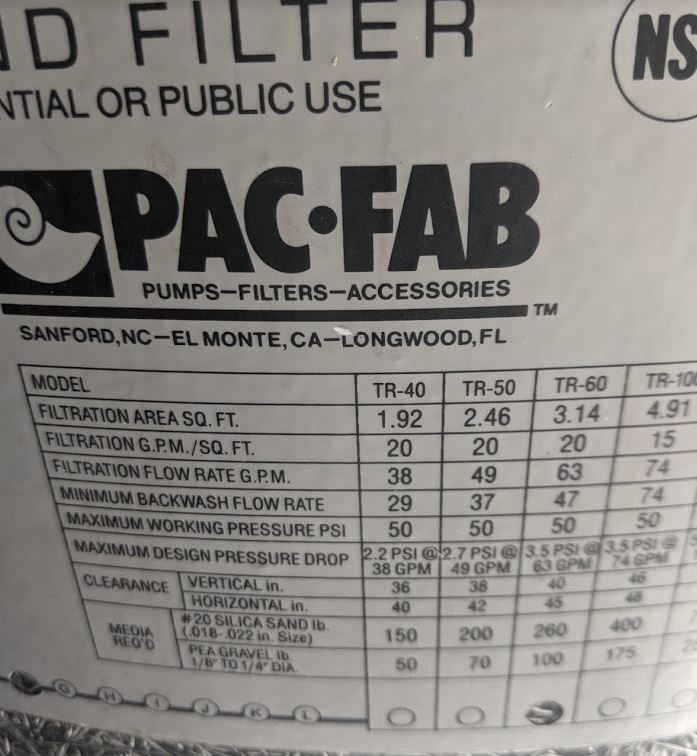 ND FILTER
NTIAL OR PUBLIC USE
NS
PAC•FAB
PUMPS–FILTERS–ACCESSORIES
TM
SANFORD,NC–EL MONTE,CA–LONGWOOD,FL
MODEL TR-40 TR-50 TR-60 TR-100
FILTRATION AREA SQ. FT. 1.92 2.46 3.14 4.91
FILTRATION G.P.M./SQ. FT. 20 20 20 15
FILTRATION FLOW RATE G.P.M. 38 49 63 74
MINIMUM BACKWASH FLOW RATE 29 37 47 74
MAXIMUM WORKING PRESSURE PSI 50 50 50 50
MAXIMUM DESIGN PRESSURE DROP 2.2 PSI @ 38 GPM 2.7 PSI @ 49 GPM 3.5 PSI @ 63 GPM 3.5 PSI @ 74 GPM
CLEARANCE VERTICAL in. 36 38 40 46
HORIZONTAL in. 40 42 45 48
MEDIA REQ'D #20 SILICA SAND lb. (.018-.022 in. Size) 150 200 260 400
PEA GRAVEL lb. 1/8" TO 1/4" DIA. 50 70 100 175
G H I J K L